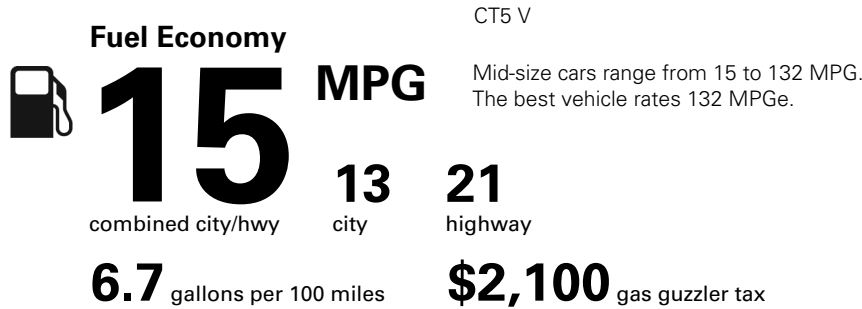 CT5 V
Fuel Economy
15 MPG
Mid-size cars range from 15 to 132 MPG.
The best vehicle rates 132 MPGe.
13 21
combined city/hwy city highway
6.7 gallons per 100 miles $2,100 gas guzzler tax